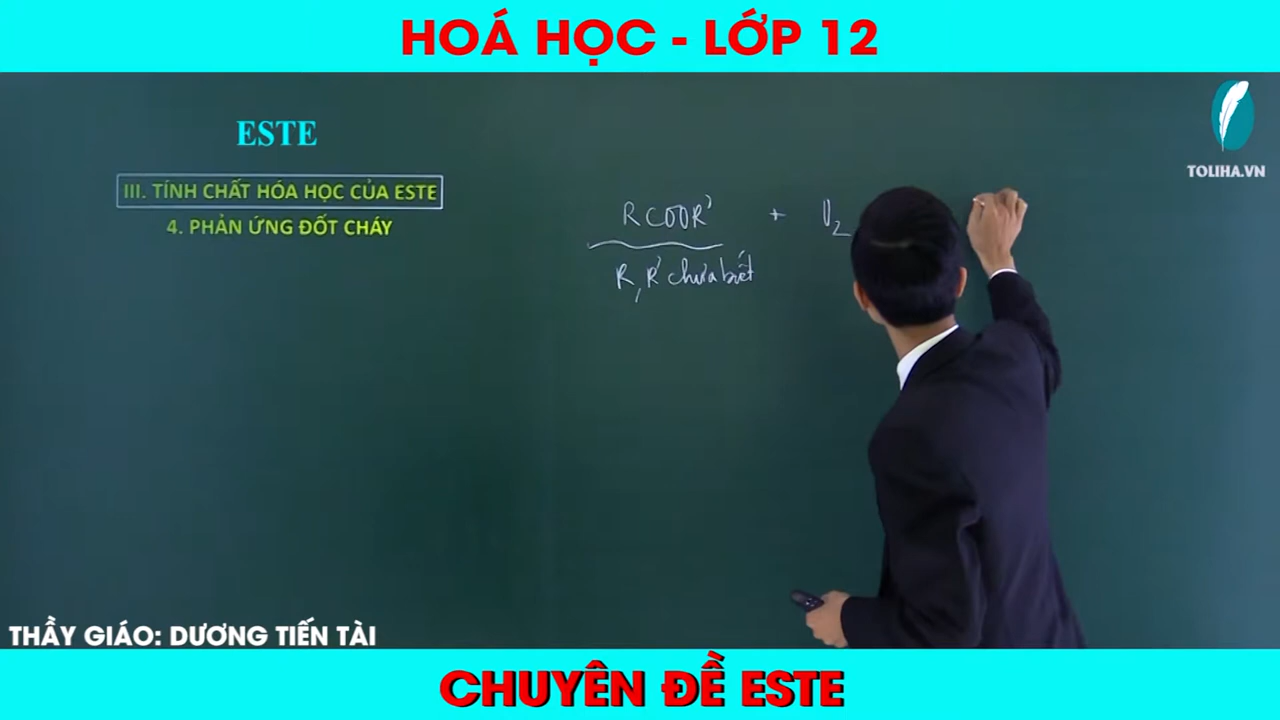 HOÁ HỌC - LỚP 12
ESTE
TOLIHA.VN
III. TÍNH CHẤT HÓA HỌC CỦA ESTE
4. PHẢN ỨNG ĐỐT CHÁY
RCOOR' + O2
R, R' chưa biết
THẦY GIÁO: DƯƠNG TIẾN TÀI
CHUYÊN ĐỀ ESTE